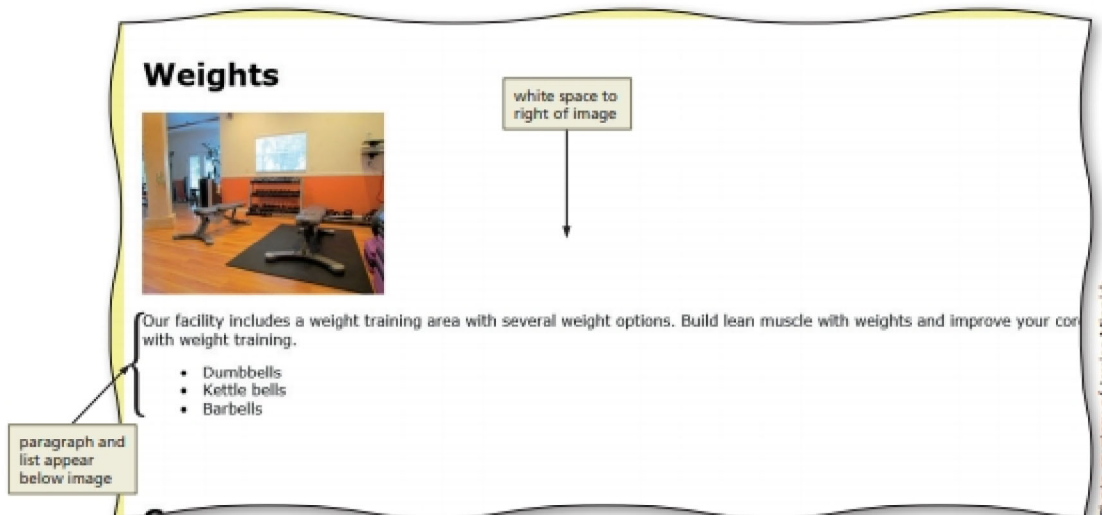 Weights
white space to
right of image
Our facility includes a weight training area with several weight options. Build lean muscle with weights and improve your
with weight training.
• Dumbbells
• Kettle bells
• Barbells
paragraph and
list appear
below image